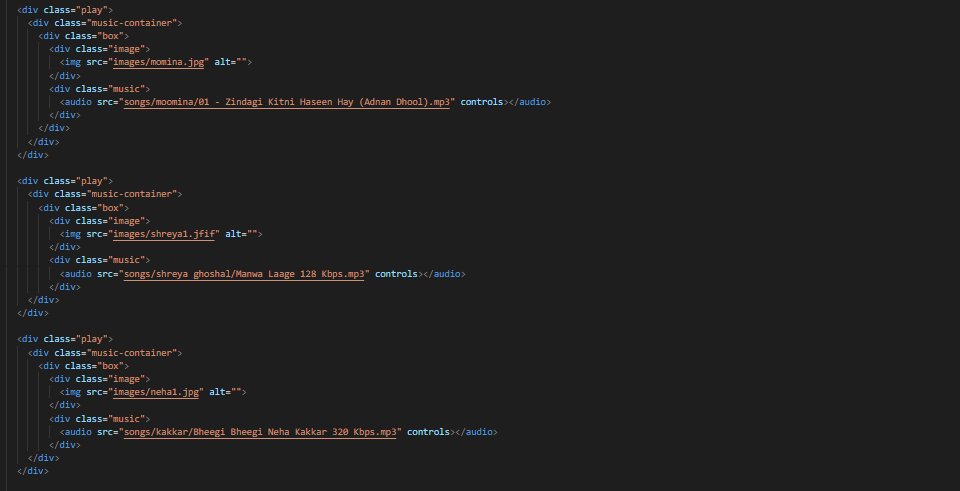 <div class="play">
<div class="music-container">
<div class="box">
<div class="image">
<img src="images/momina.jpg" alt="">
</div>
<div class="music">
<audio src="songs/moomina/01 - Zindagi Kitni Haseen Hay (Adnan Dhool).mp3" controls></audio>
</div>
</div>
</div>
</div>
<div class="play">
<div class="music-container">
<div class="box">
<div class="image">
<img src="images/shreya1.jfif" alt="">
</div>
<div class="music">
<audio src="songs/shreya ghoshal/Manwa Laage 128 Kbps.mp3" controls></audio>
</div>
</div>
</div>
<div class="play">
<div class="music-container">
<div class="box">
<div class="image">
<img src="images/neha1.jpg" alt="">
</div>
<div class="music">
<audio src="songs/kakkar/Bheegi Bheegi Neha Kakkar 320 Kbps.mp3" controls></audio>
</div>
</div>
</div>